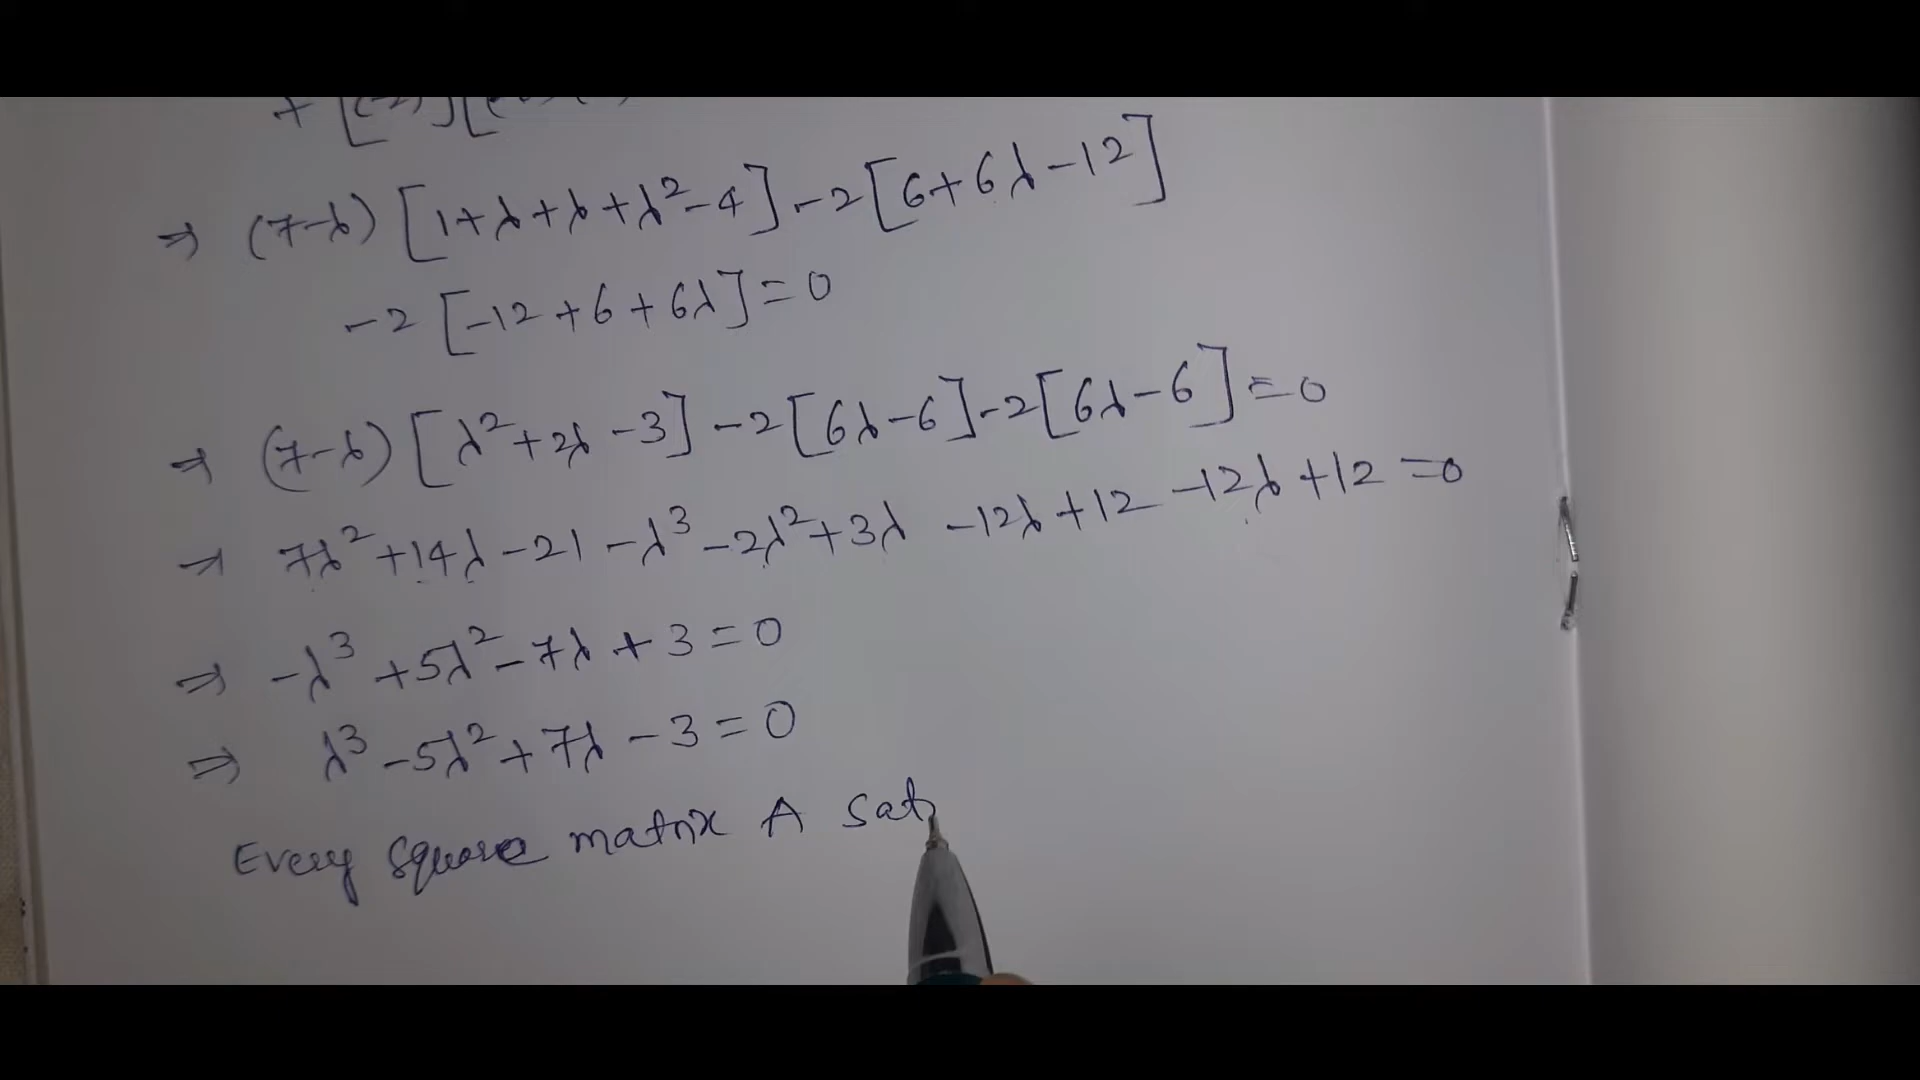 ⇒ (7-λ) [1+λ+λ+λ²-4] -2 [6+6λ-12]
-2 [-12+6+6λ] = 0
⇒ (7-λ) [λ²+2λ-3] -2 [6λ-6] -2 [6λ-6] = 0
⇒ 7λ²+14λ-21-λ³-2λ²+3λ -12λ+12 -12λ+12 = 0
⇒ -λ³+5λ²-7λ+3=0
⇒ λ³-5λ²+7λ-3=0
Every square matrix A sat